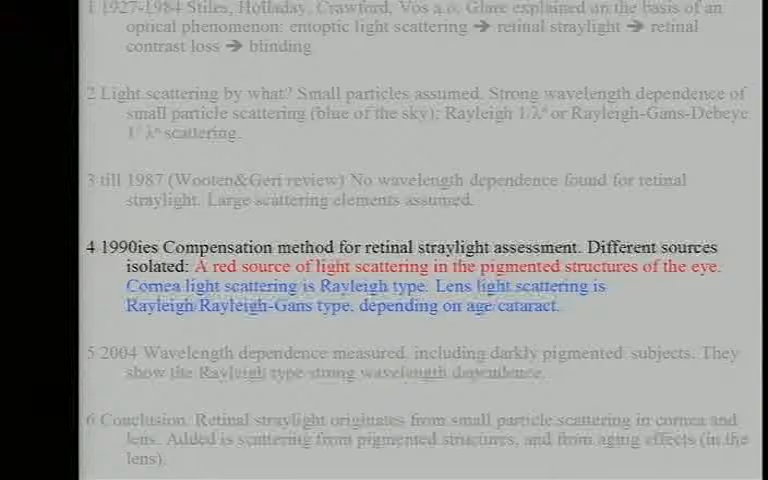 1 1927-1984 Stiles, Holladay, Crawford, Vos a.o. Glare explained on the basis of an
optical phenomenon: entoptic light scattering ➔ retinal straylight ➔ retinal
contrast loss ➔ blinding
2 Light scattering by what? Small particles assumed. Strong wavelength dependence of
small particle scattering (blue of the sky): Rayleigh 1/λ⁴ or Rayleigh-Gans-Debeye
scattering.
3 till 1987 (Wooten&Geri review) No wavelength dependence found for retinal
straylight. Large scattering elements assumed.
4 1990ies Compensation method for retinal straylight assessment. Different sources
isolated: A red source of light scattering in the pigmented structures of the eye.
Cornea light scattering is Rayleigh type. Lens light scattering is
Rayleigh/Rayleigh-Gans type, depending on age/cataract.
5 2004 Wavelength dependence measured, including darkly pigmented subjects. They
show the Rayleigh type strong wavelength dependence.
6 Conclusion. Retinal straylight originates from small particle scattering in cornea and
lens. Added is scattering from pigmented structures, and from aging effects (in the
lens).